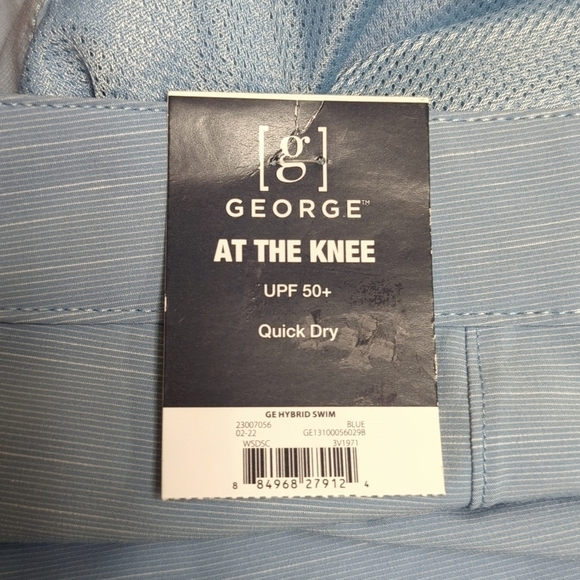 [g]
GEORGE™
AT THE KNEE
UPF 50+
Quick Dry
GE HYBRID SWIM
23007056 BLUE
02-22 GE13100056029B
WSDSC 3V1971
8 84968 27912 4